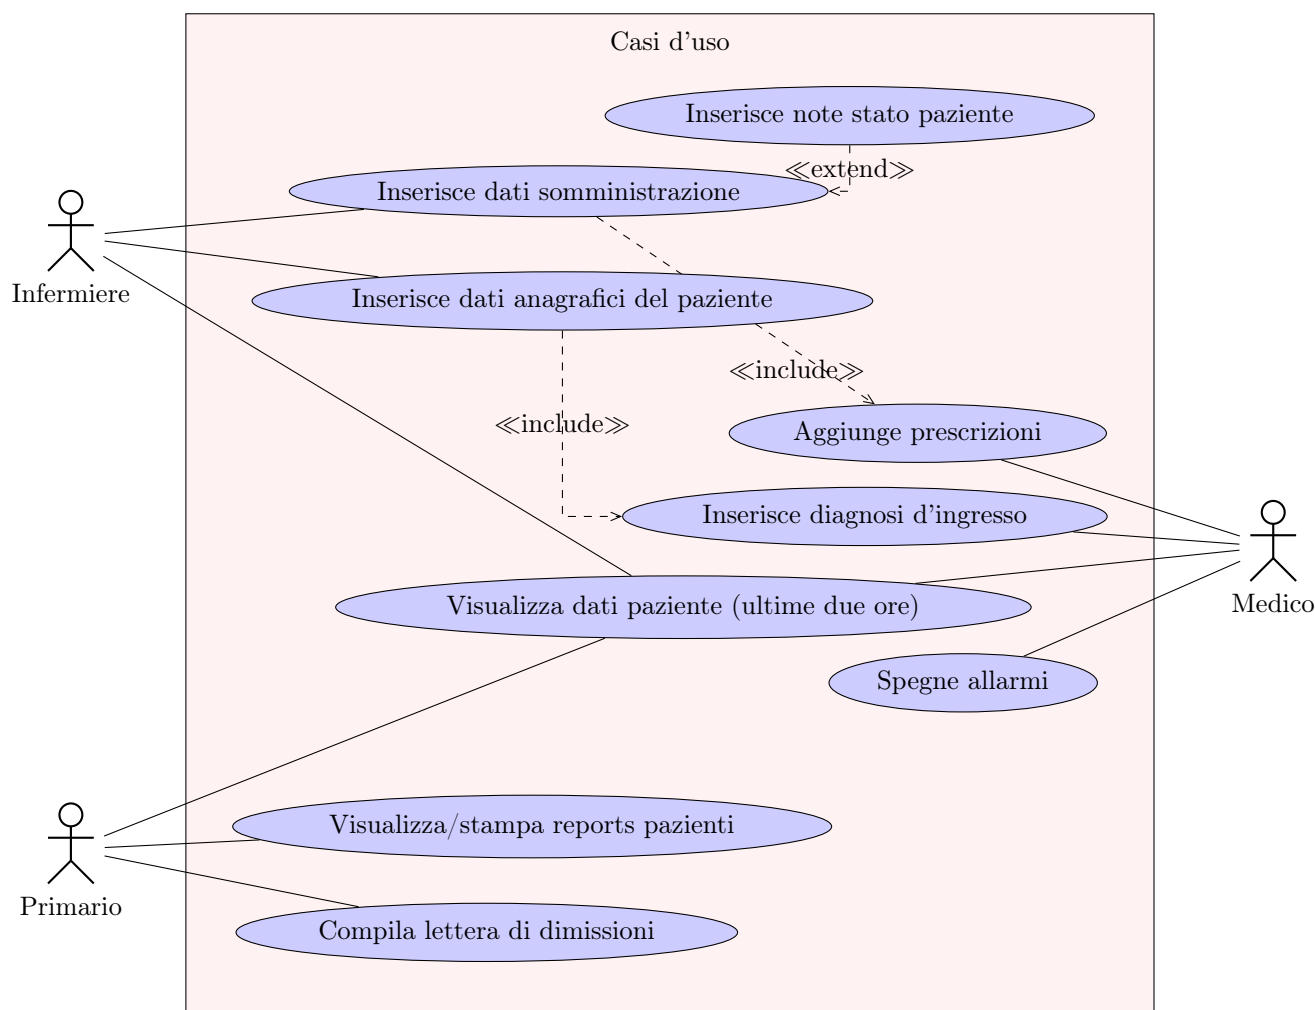 Casi d'uso
Inserisce note stato paziente
≪extend≫
Inserisce dati somministrazione
Infermiere
Inserisce dati anagrafici del paziente
≪include≫
≪include≫
Aggiunge prescrizioni
Inserisce diagnosi d'ingresso
Medico
Visualizza dati paziente (ultime due ore)
Spegne allarmi
Visualizza/stampa reports pazienti
Primario
Compila lettera di dimissioni